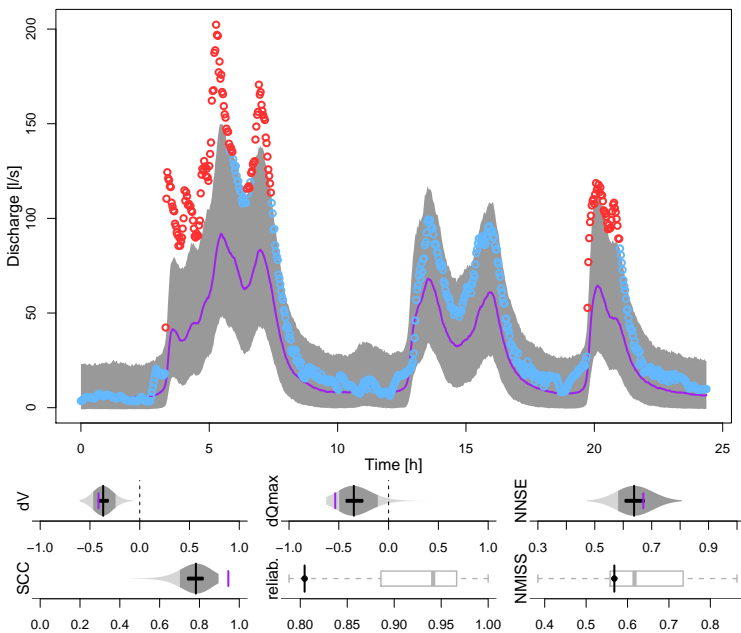 200
150
100
50
0
Discharge [l/s]
0 5 10 15 20 25
Time [h]
dV
−1.0 −0.5 0.0 0.5 1.0
dQmax
−1.0 −0.5 0.0 0.5 1.0
NNSE
0.3 0.4 0.6 0.7 0.9 1
SCC
0.0 0.2 0.4 0.6 0.8 1.0
reliab.
0.80 0.85 0.90 0.95 1.00
NMISS
0.4 0.5 0.6 0.7 0.8